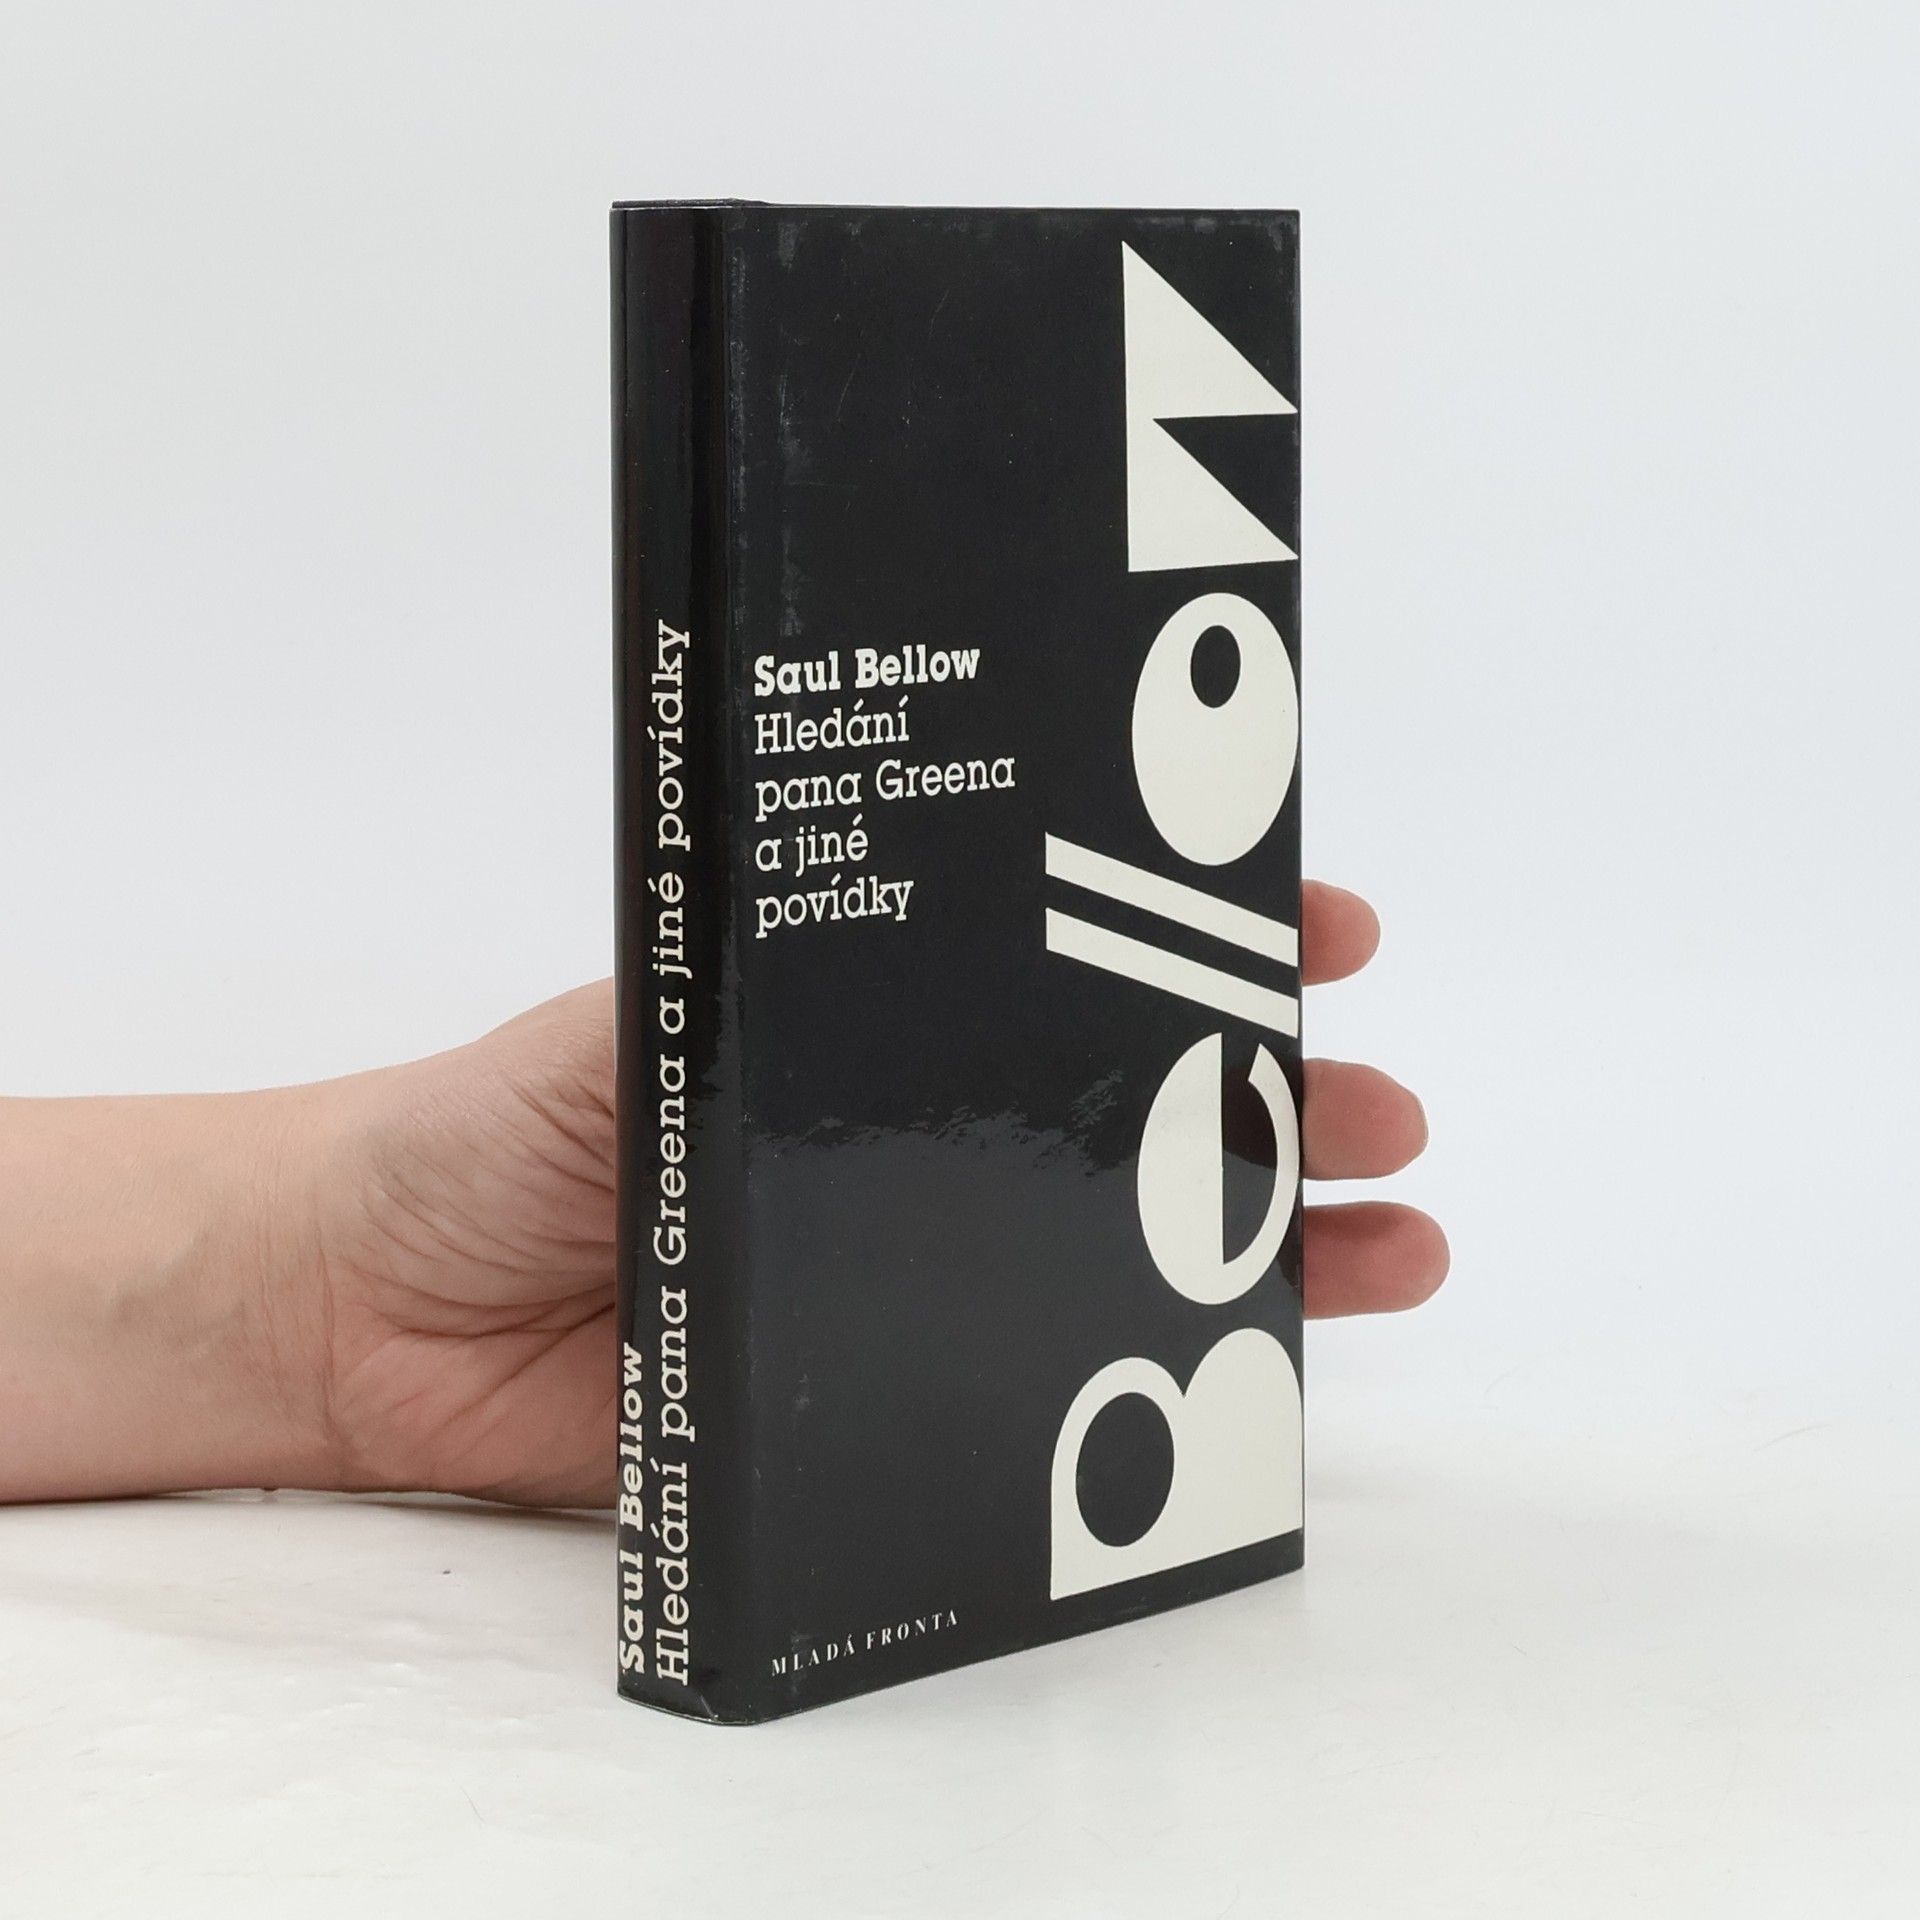 Saul Bellow
Hledání pana Greena a jiné povídky
Saul Bellow
Hledání
pana Greena
a jiné
povídky
Bellow
MLADÁ FRONTA